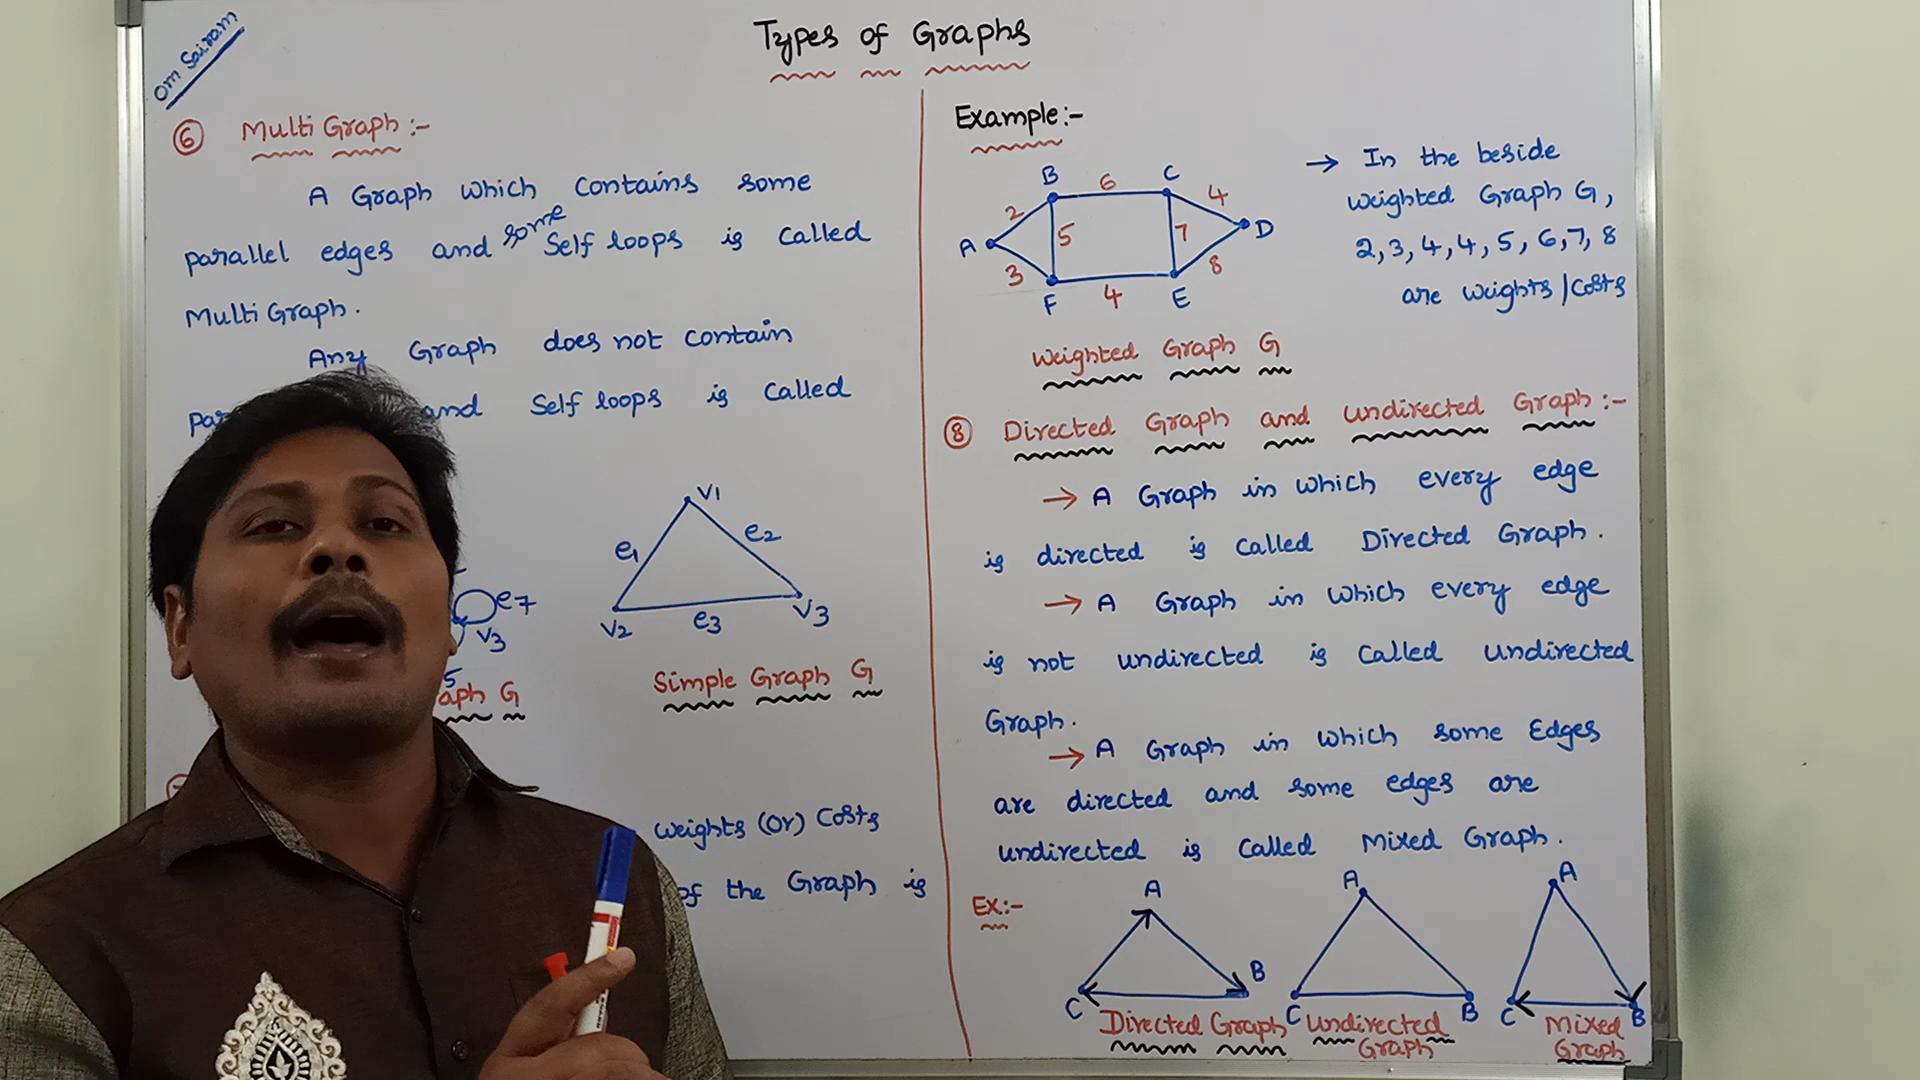 Om Sairam
Types of Graphs
6 Multi Graph :-
A Graph which contains some
parallel edges and some Self loops is called
Multi Graph.
Any Graph does not contain
and Self loops is called
V1
e1
e2
e7
V3
V2
e3
V3
5
G
Simple Graph G
weights (or) Costs
of the Graph is
Example:-
B
6
C
2
4
A
5
7
D
3
8
F
4
E
Weighted Graph G
→ In the beside
weighted Graph G,
2,3,4,4,5,6,7,8
are weights/costs
8 Directed Graph and undirected Graph:-
→ A Graph in which every edge
is directed is called Directed Graph.
→ A Graph in which every edge
is not undirected is called undirected
Graph.
→ A Graph in which some Edges
are directed and some edges are
undirected is called Mixed Graph.
Ex:-
A
B
C
Directed Graph
A
C
B
Undirected
Graph
A
C
B
Mixed
Graph